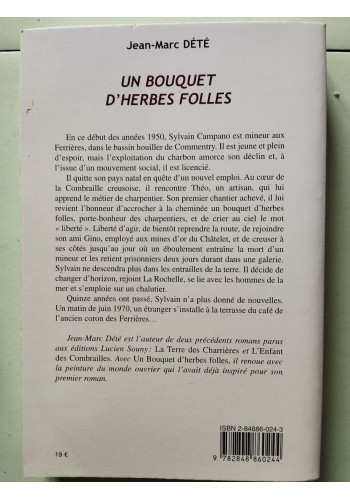 Jean-Marc DÉTÉ
UN BOUQUET
D'HERBES FOLLES
En ce début des années 1950, Sylvain Campano est mineur aux
Ferrières, dans le bassin houiller de Commentry. Il est jeune et plein
d'espoir, mais l'exploitation du charbon amorce son déclin et, à
l'issue d'un mouvement social, il est licencié.
Il quitte son pays natal en quête d'un nouvel emploi. Au cœur de
la Combraille creusoise, il rencontre Théo, un artisan, qui lui
apprend le métier de charpentier. Son premier chantier achevé, il lui
revient l'honneur d'accrocher à la cheminée un bouquet d'herbes
folles, porte-bonheur des charpentiers, et de crier au ciel le mot
« liberté ». Liberté d'agir, de bientôt reprendre la route, de rejoindre
son ami Gino, employé aux mines d'or du Châtelet, et de creuser à
ses côtés jusqu'au jour où un éboulement entraîne la mort d'un
mineur et les retient prisonniers deux jours durant dans une galerie.
Sylvain ne descendra plus dans les entrailles de la terre. Il décide de
changer d'horizon, rejoint La Rochelle, se lie avec les hommes de la
mer et s'embauche sur un chalutier.
Quinze années ont passé, Sylvain n'a plus donné de nouvelles.
Un matin de juin 1970, un étranger s'installe à la terrasse du café de
l'ancien coron des Ferrières…
Jean-Marc Dété est l'auteur de deux précédents romans parus
aux éditions Lucien Souny : La Terre des Charrières et L'Enfant
des Combrailles. Avec Un Bouquet d'herbes folles, il renoue avec
la peinture du monde ouvrier qui l'avait déjà inspiré pour son
premier roman.
ISBN 2-84886-024-3
19 €
9 782848 860244